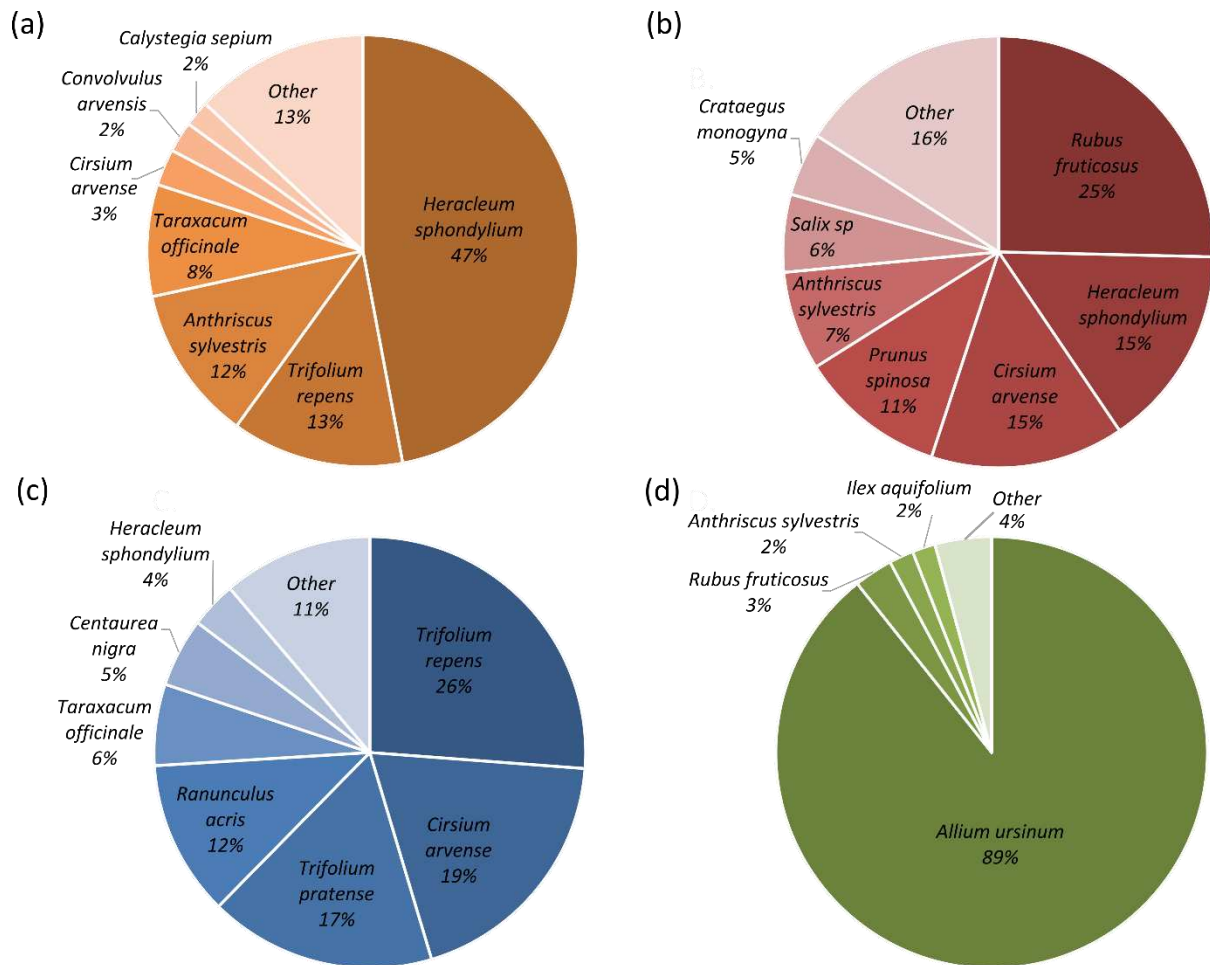 (a)
Calystegia sepium
2%
Convolvulus
arvensis
2%
Cirsium
arvense
3%
Taraxacum
officinale
8%
Anthriscus
sylvestris
12%
Trifolium
repens
13%
Heracleum
sphondylium
47%
Other
13%
(b)
Crataegus
monogyna
5%
Salix sp
6%
Anthriscus
sylvestris
7%
Prunus
spinosa
11%
Cirsium
arvense
15%
Heracleum
sphondylium
15%
Rubus
fruticosus
25%
Other
16%
B.
(c)
C.
Heracleum
sphondylium
4%
Centaurea
nigra
5%
Taraxacum
officinale
6%
Ranunculus
acris
12%
Trifolium
pratense
17%
Cirsium
arvense
19%
Trifolium
repens
26%
Other
11%
(d)
D.
Ilex aquifolium
2%
Other
4%
Anthriscus sylvestris
2%
Rubus fruticosus
3%
Allium ursinum
89%